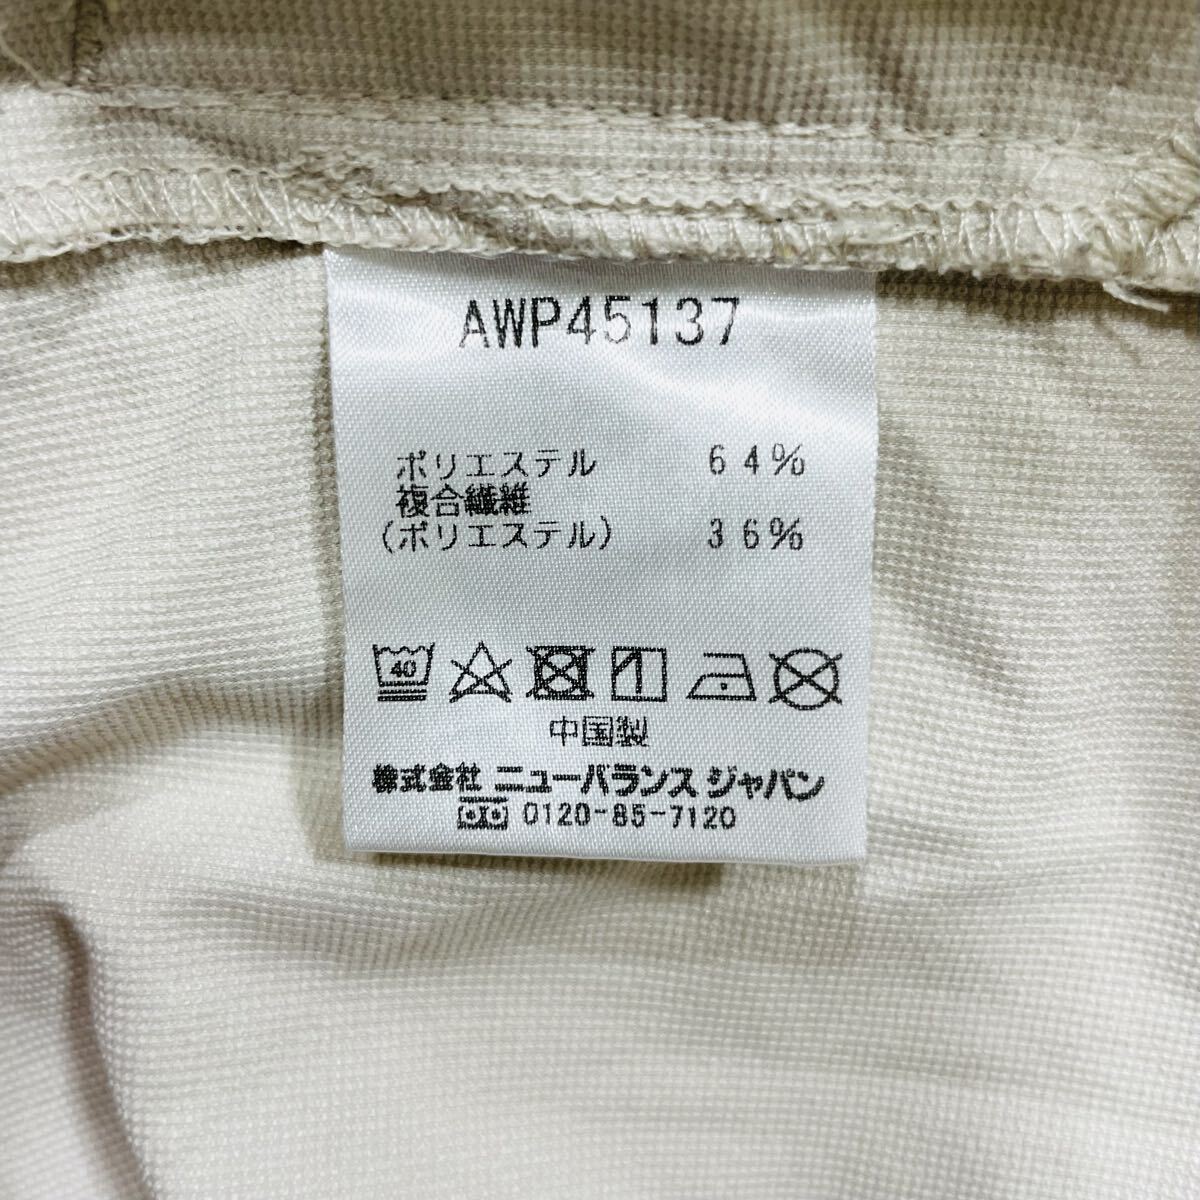 AWP45137
ポリエステル 64%
複合繊維
(ポリエステル) 36%
40
中国製
株式会社 ニューバランス ジャパン
0120-85-7120